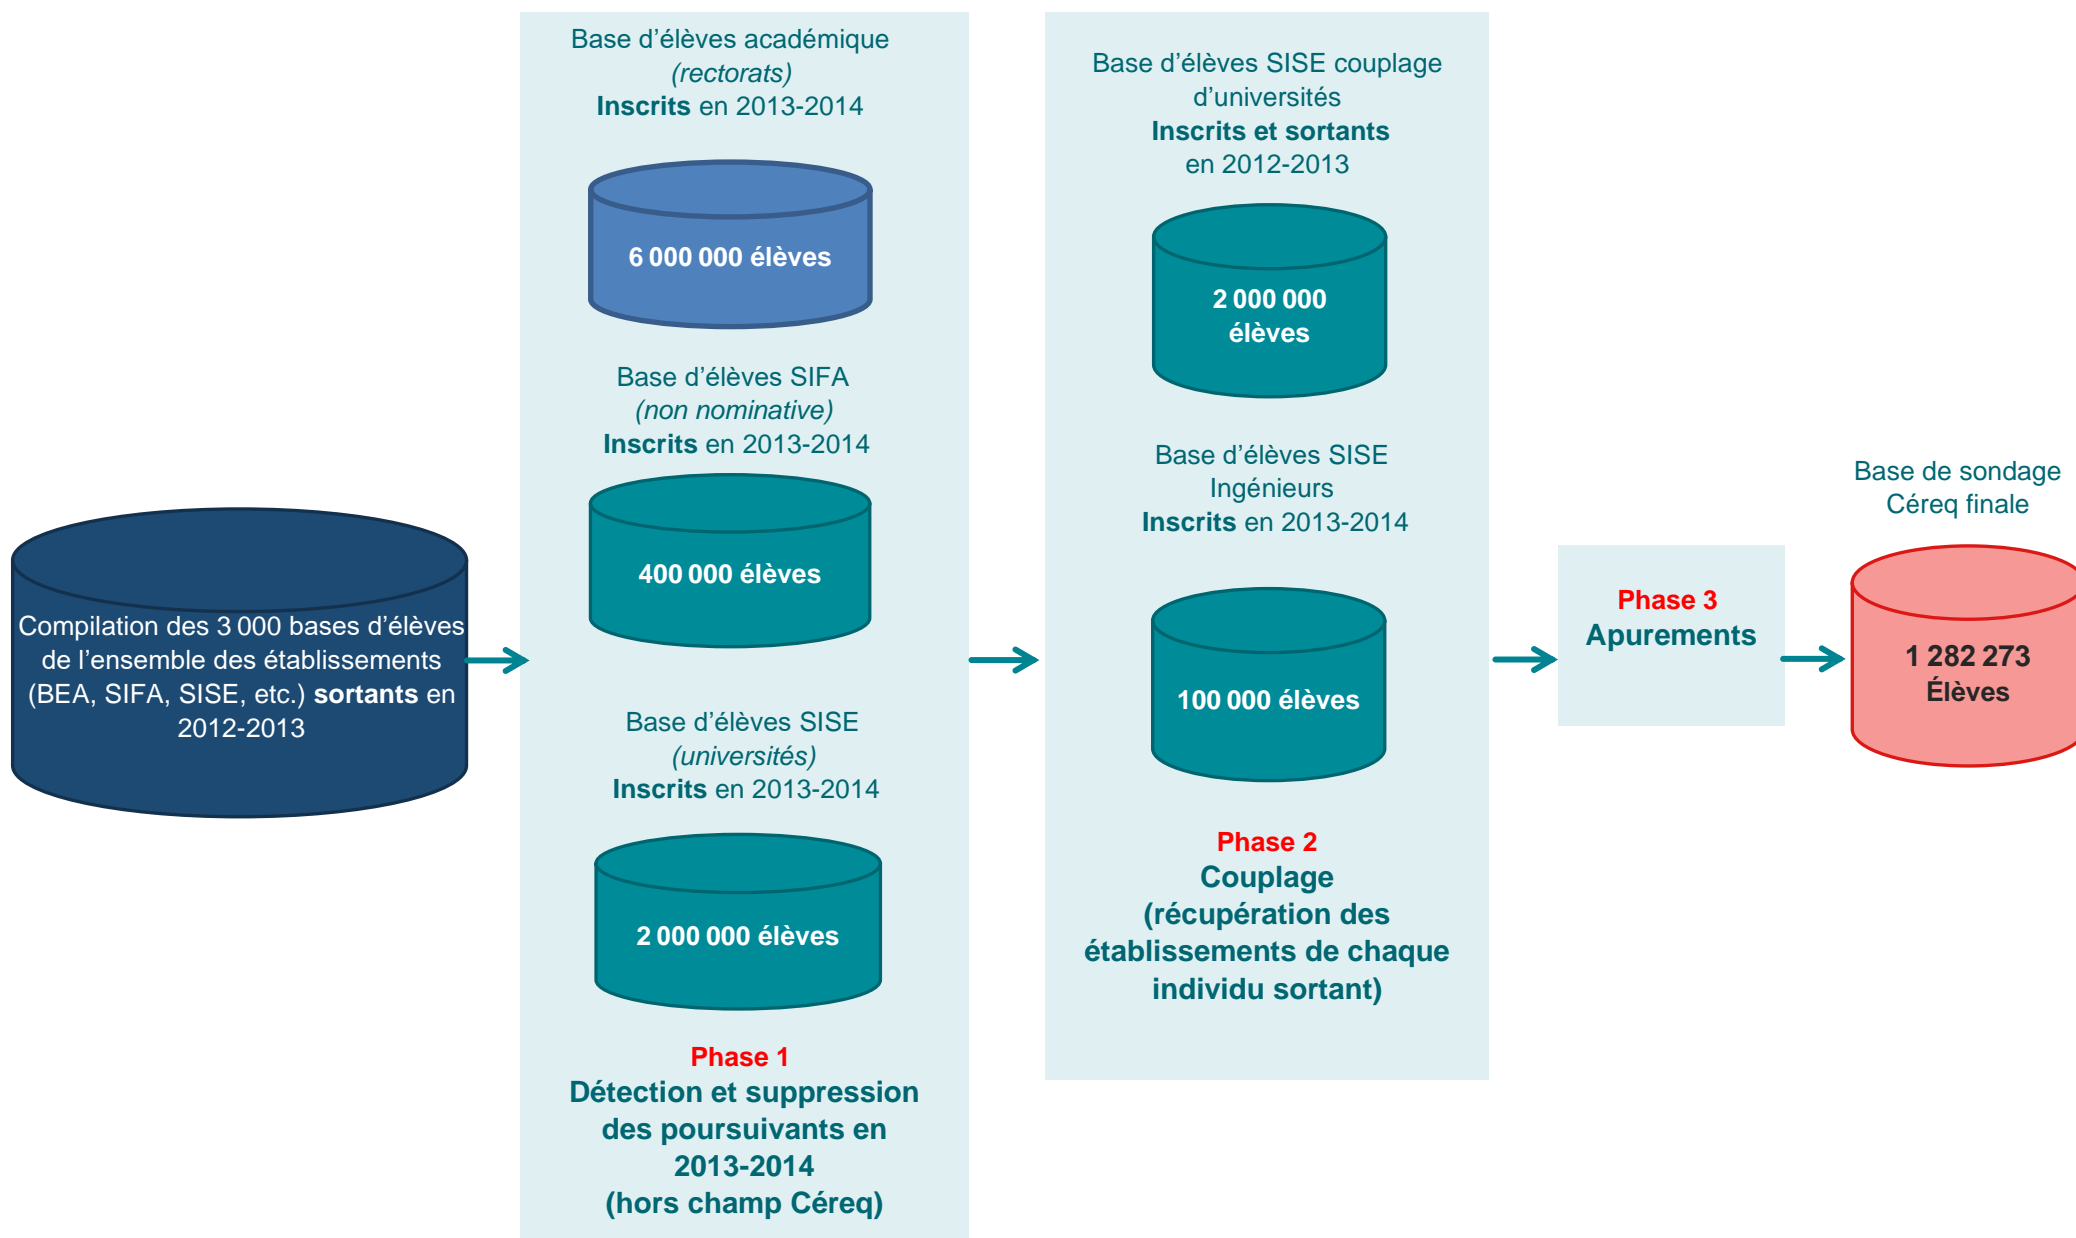 Compilation des 3 000 bases d’élèves
de l’ensemble des établissements
(BEA, SIFA, SISE, etc.) sortants en
2012-2013
Base d’élèves académique
(rectorats)
Inscrits en 2013-2014
6 000 000 élèves
Base d’élèves SIFA
(non nominative)
Inscrits en 2013-2014
400 000 élèves
Base d’élèves SISE
(universités)
Inscrits en 2013-2014
2 000 000 élèves
Phase 1
Détection et suppression
des poursuivants en
2013-2014
(hors champ Céreq)
Base d’élèves SISE couplage
d’universités
Inscrits et sortants
en 2012-2013
2 000 000
élèves
Base d’élèves SISE
Ingénieurs
Inscrits en 2013-2014
100 000 élèves
Phase 2
Couplage
(récupération des
établissements de chaque
individu sortant)
Phase 3
Apurements
Base de sondage
Céreq finale
1 282 273
Élèves